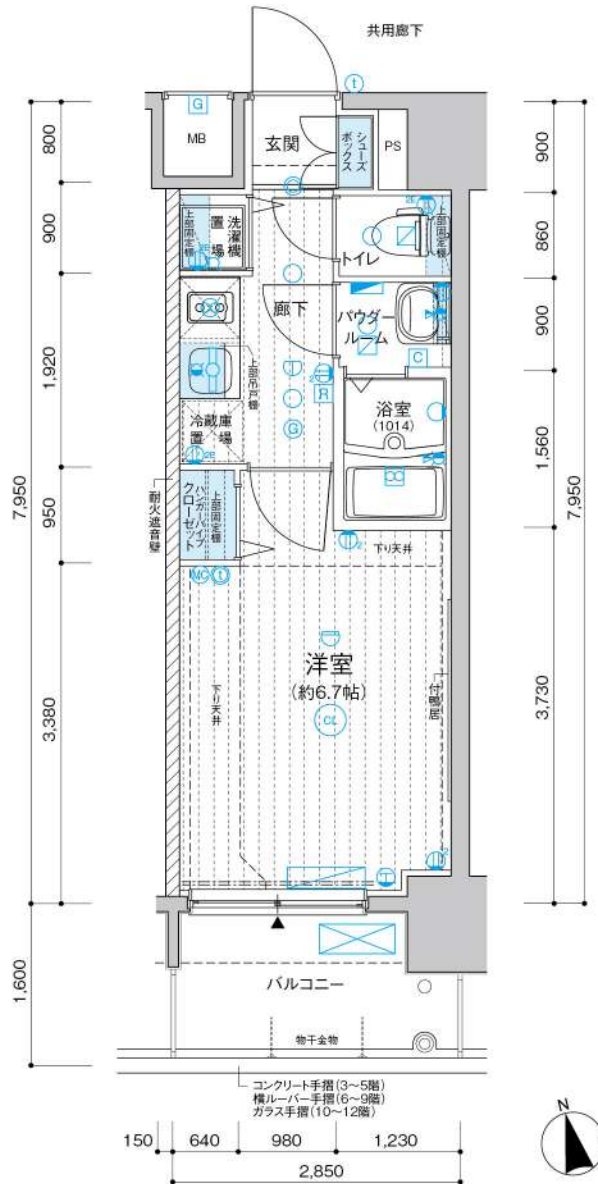 共用廊下
t
G
MB
玄関
シューズ
ボックス
PS
800
900
900
860
洗濯機
置場
上部固定棚
2E
トイレ
2E
上部固定棚
廊下
パウダー
ルーム
C
900
1,920
上部吊戸棚
2
R
G
冷蔵庫
置場
2E
浴室
(1014)
1,560
7,950
7,950
950
耐火遮音壁
ハンガーパイプ
クローゼット
上部固定棚
MC
t
2
下り天井
洋室
(約6.7帖)
下り天井
付鴨居
3,380
3,730
2
1,600
バルコニー
物干金物
コンクリート手摺(3〜5階)
横ルーバー手摺(6〜9階)
ガラス手摺(10〜12階)
N
150
640
980
1,230
2,850